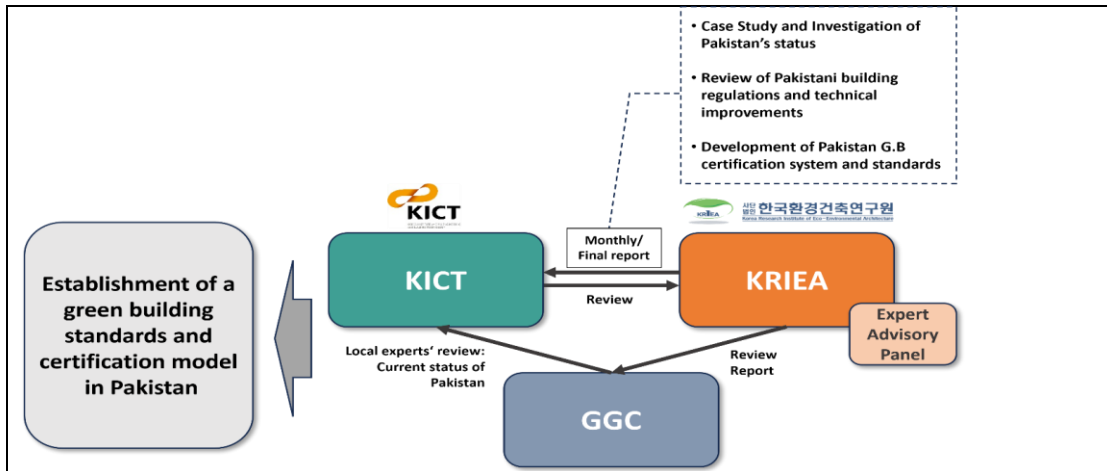 • Case Study and Investigation of
Pakistan's status
• Review of Pakistani building
regulations and technical
improvements
• Development of Pakistan G.B
certification system and standards
KICT
KRIEA
사단
법인 한국환경건축연구원
Korea Research Institute of Eco-Environmental Architecture
Establishment of a
green building
standards and
certification model
in Pakistan
KICT
Monthly/
Final report
Review
KRIEA
Expert
Advisory
Panel
Local experts' review:
Current status of
Pakistan
Review
Report
GGC